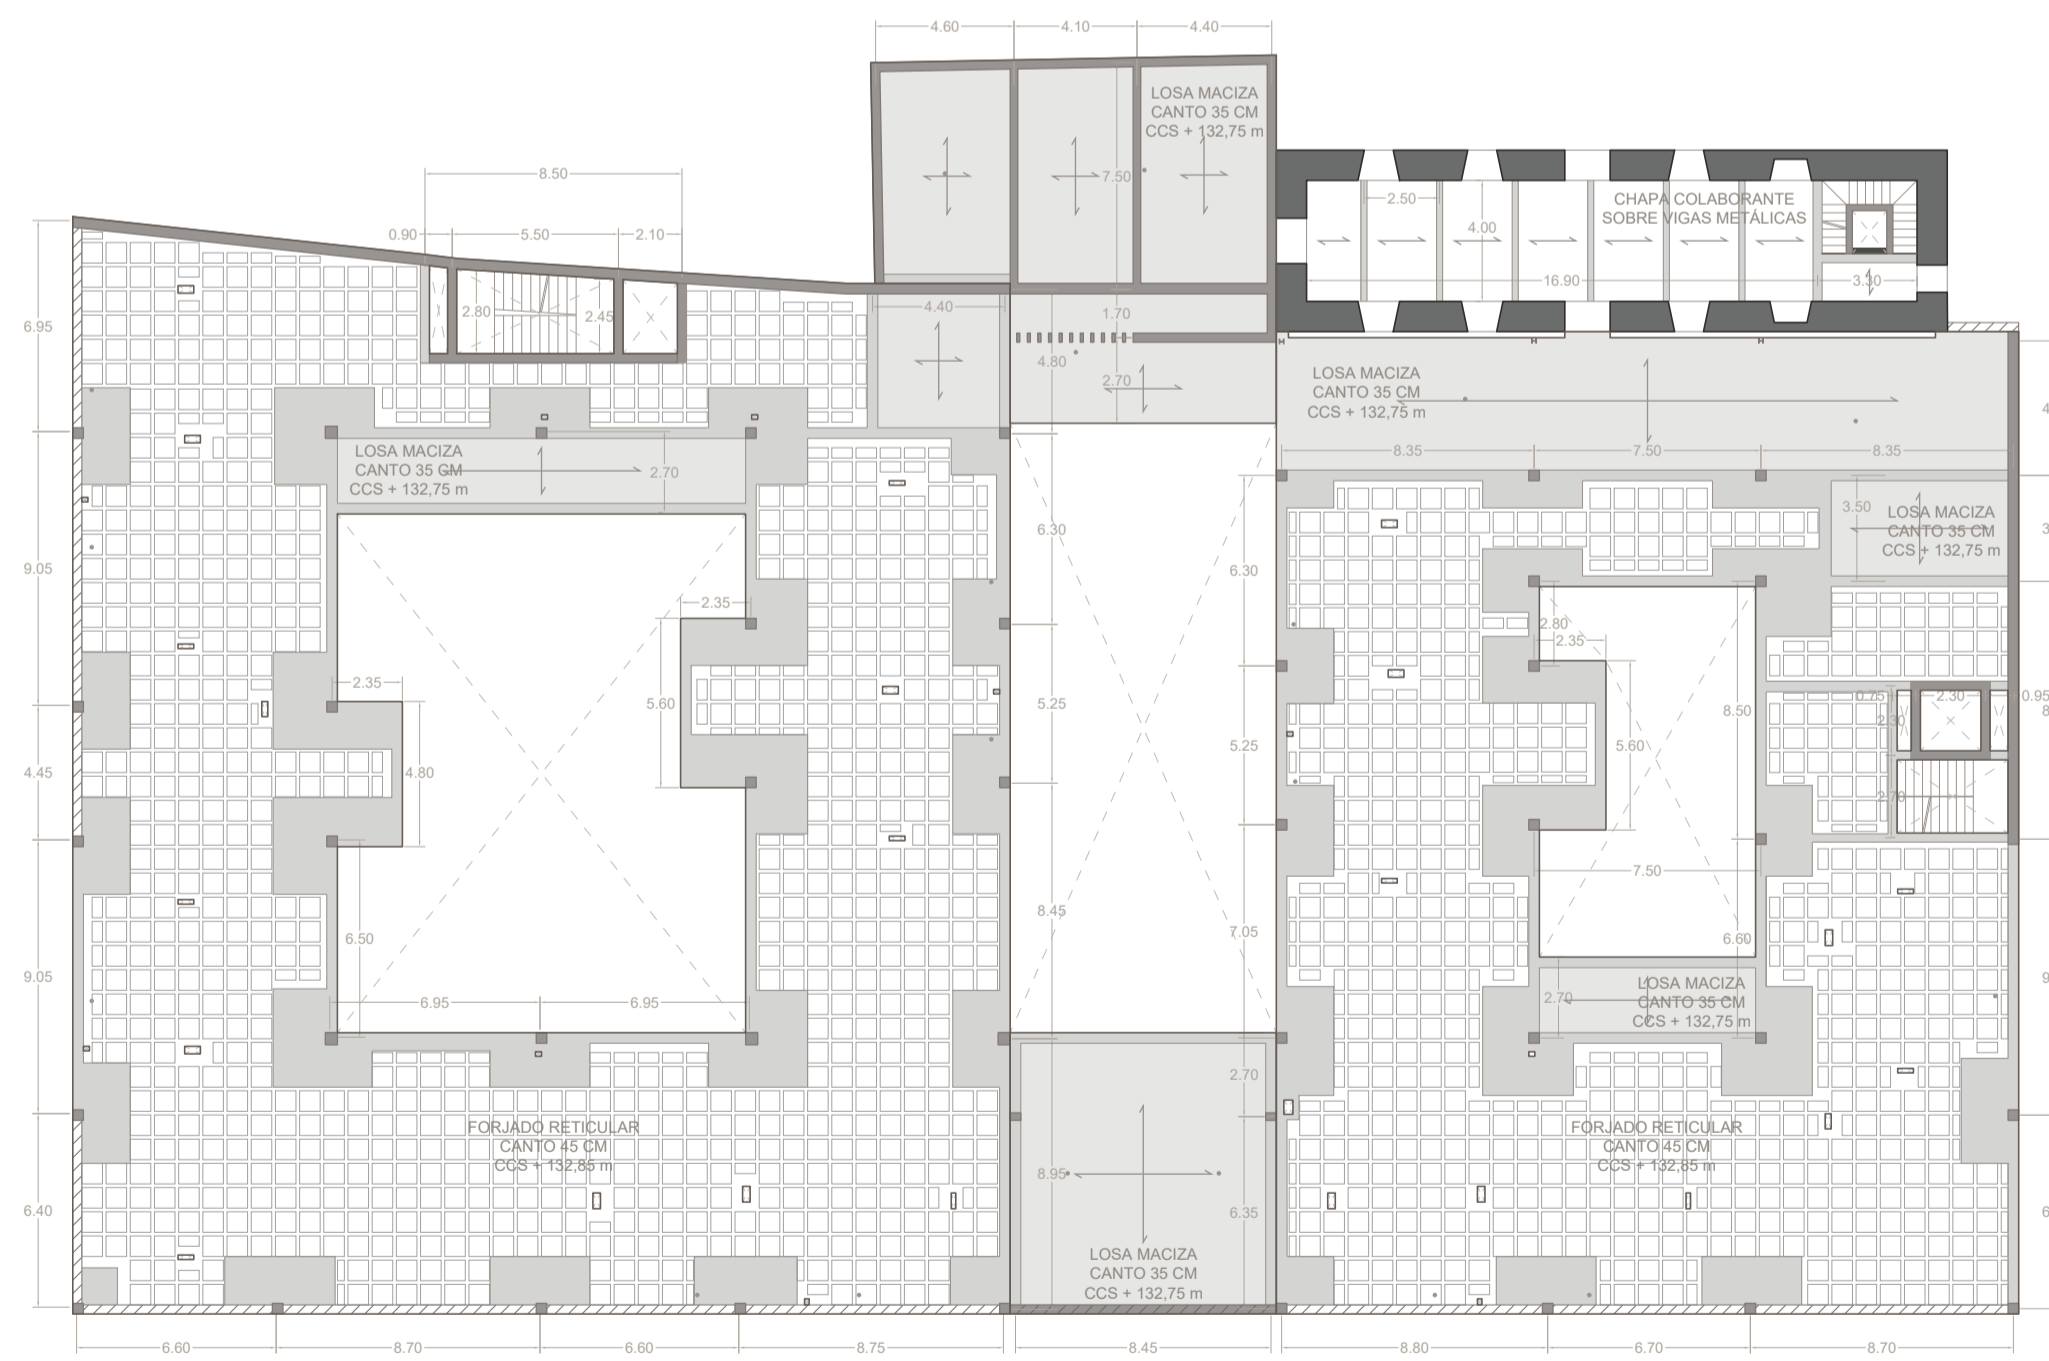 4.60
4.10
4.40
LOSA MACIZA
CANTO 35 CM
CCS + 132,75 m
7.50
8.50
0.90
5.50
2.10
2.50
CHAPA COLABORANTE
SOBRE VIGAS METÁLICAS
4.00
16.90
3.30
6.95
2.80
2.45
4.40
1.70
4.80
2.70
LOSA MACIZA
CANTO 35 CM
CCS + 132,75 m
4
8.35
7.50
8.35
LOSA MACIZA
CANTO 35 CM
CCS + 132,75 m
2.70
3.50
LOSA MACIZA
CANTO 35 CM
CCS + 132,75 m
3
9.05
6.30
6.30
2.35
2.80
2.35
2.35
5.60
5.25
5.25
5.60
8.50
0.75
2.30
0.95
2.30
8
4.45
4.80
2.70
7.50
8.45
7.05
6.50
6.60
9.05
9
6.95
6.95
2.70
LOSA MACIZA
CANTO 35 CM
CCS + 132,75 m
2.70
FORJADO RETICULAR
CANTO 45 CM
CCS + 132,85 m
FORJADO RETICULAR
CANTO 45 CM
CCS + 132,85 m
8.95
6.40
6.35
6
LOSA MACIZA
CANTO 35 CM
CCS + 132,75 m
6.60
8.70
6.60
8.75
8.45
8.80
6.70
8.70